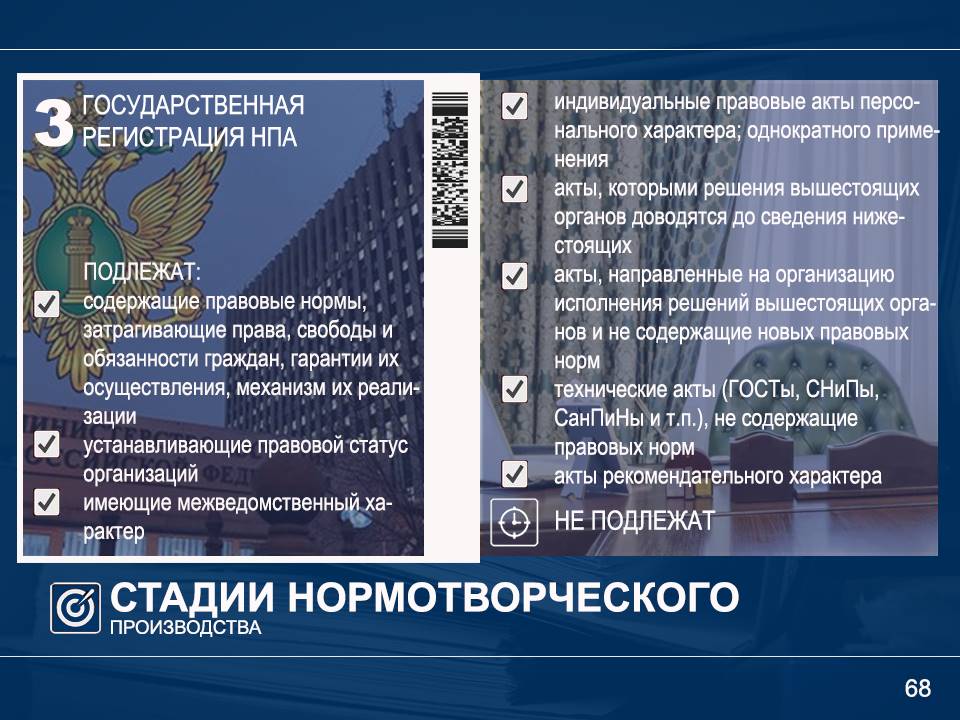 3
ГОСУДАРСТВЕННАЯ
РЕГИСТРАЦИЯ НПА
ПОДЛЕЖАТ:
содержащие правовые нормы,
затрагивающие права, свободы и
обязанности граждан, гарантии их
осуществления, механизм их реали-
зации
устанавливающие правовой статус
организаций
имеющие межведомственный ха-
рактер
индивидуальные правовые акты персо-
нального характера; однократного приме-
нения
акты, которыми решения вышестоящих
органов доводятся до сведения ниже-
стоящих
акты, направленные на организацию
исполнения решений вышестоящих орга-
нов и не содержащие новых правовых
норм
технические акты (ГОСТы, СНиПы,
СанПиНы и т.п.), не содержащие
правовых норм
акты рекомендательного характера
НЕ ПОДЛЕЖАТ
СТАДИИ НОРМОТВОРЧЕСКОГО
ПРОИЗВОДСТВА
68